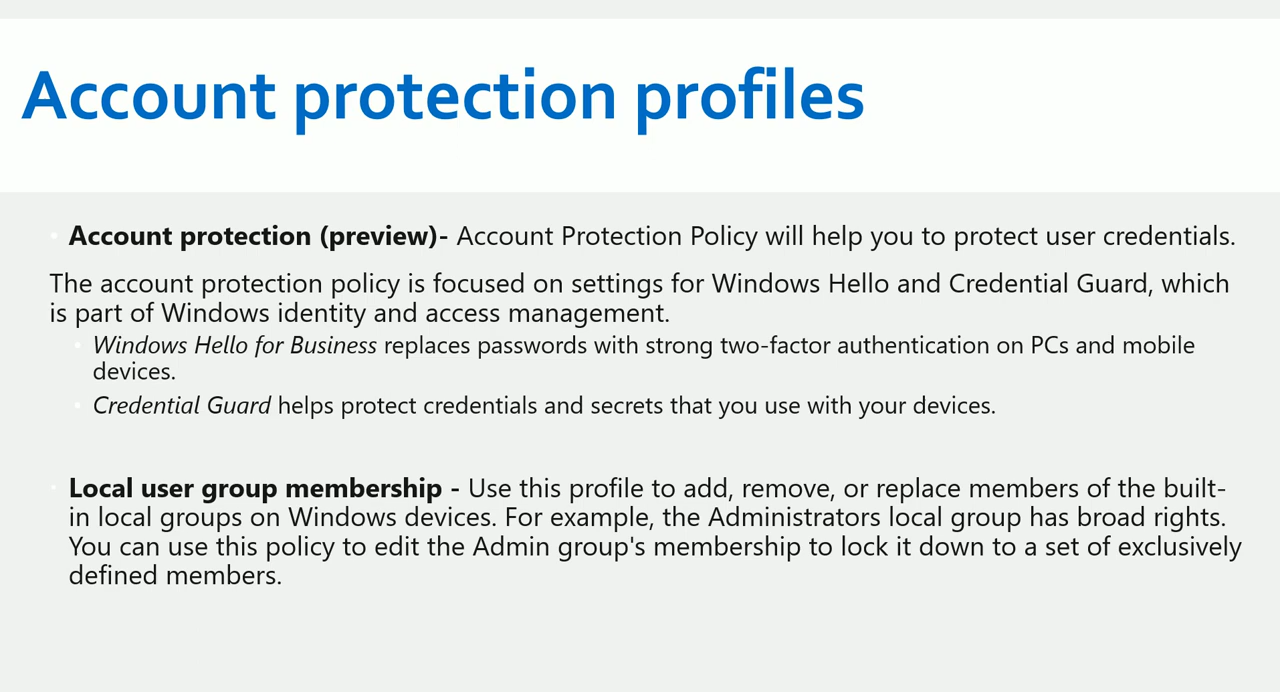 Account protection profiles
• Account protection (preview)- Account Protection Policy will help you to protect user credentials.
The account protection policy is focused on settings for Windows Hello and Credential Guard, which
is part of Windows identity and access management.
• Windows Hello for Business replaces passwords with strong two-factor authentication on PCs and mobile
devices.
• Credential Guard helps protect credentials and secrets that you use with your devices.
• Local user group membership - Use this profile to add, remove, or replace members of the built-
in local groups on Windows devices. For example, the Administrators local group has broad rights.
You can use this policy to edit the Admin group's membership to lock it down to a set of exclusively
defined members.